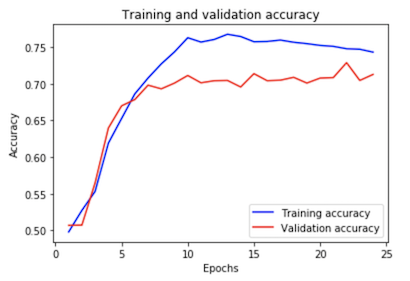 Training and validation accuracy
Accuracy
0.75
0.70
0.65
0.60
0.55
0.50
Training accuracy
Validation accuracy
0 5 10 15 20 25
Epochs